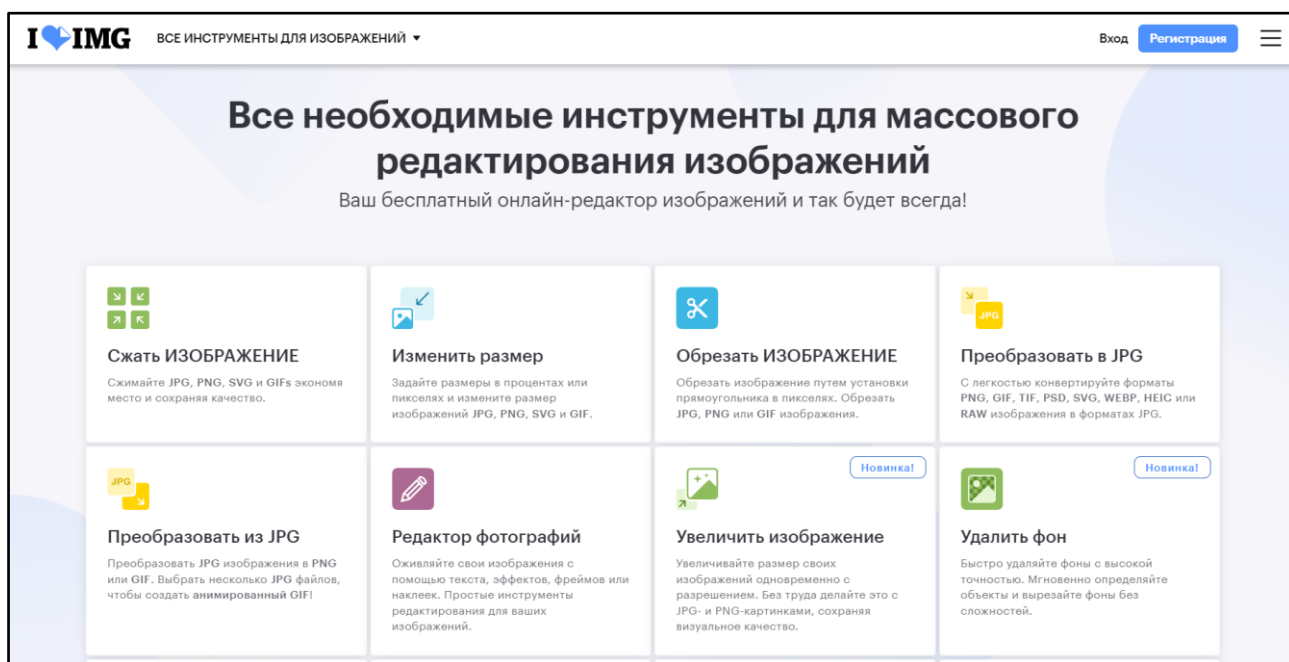 I IMG ВСЕ ИНСТРУМЕНТЫ ДЛЯ ИЗОБРАЖЕНИЙ Вход Регистрация
Все необходимые инструменты для массового
редактирования изображений
Ваш бесплатный онлайн-редактор изображений и так будет всегда!
Сжать ИЗОБРАЖЕНИЕ
Сжимайте JPG, PNG, SVG и GIFs экономя
место и сохраняя качество.
Изменить размер
Задайте размеры в процентах или
пикселях и измените размер
изображений JPG, PNG, SVG и GIF.
Обрезать ИЗОБРАЖЕНИЕ
Обрезать изображение путем установки
прямоугольника в пикселях. Обрезать
JPG, PNG или GIF изображения.
JPG
Преобразовать в JPG
С легкостью конвертируйте форматы
PNG, GIF, TIF, PSD, SVG, WEBP, HEIC или
RAW изображения в форматах JPG.
JPG
Преобразовать из JPG
Преобразовать JPG изображения в PNG
или GIF. Выбрать несколько JPG файлов,
чтобы создать анимированный GIF!
Редактор фотографий
Оживляйте свои изображения с
помощью текста, эффектов, фреймов или
наклеек. Простые инструменты
редактирования для ваших
изображений.
Новинка!
Увеличить изображение
Увеличивайте размер своих
изображений одновременно с
разрешением. Без труда делайте это с
JPG- и PNG-картинками, сохраняя
визуальное качество.
Новинка!
Удалить фон
Быстро удаляйте фоны с высокой
точностью. Мгновенно определяйте
объекты и вырезайте фоны без
сложностей.